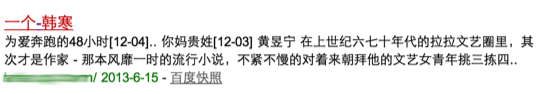 一个-韩寒
为爱奔跑的48小时[12-04].. 你妈贵姓[12-03] 黄昱宁 在上世纪六七十年代的拉拉文艺圈里，其
次才是作家 - 那本风靡一时的流行小说，不紧不慢的对着来朝拜他的文艺女青年挑三拣四..
/ 2013-6-15 - 百度快照